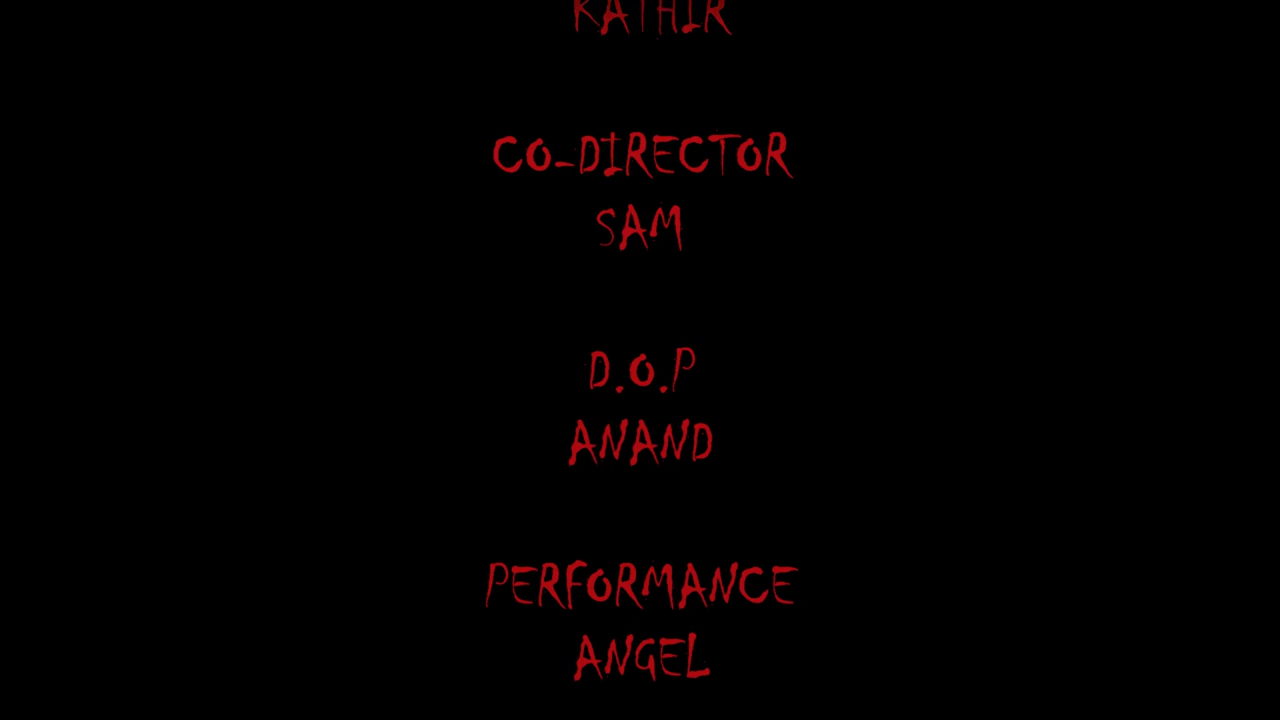 KATHIR
CO-DIRECTOR
SAM
D.O.P
ANAND
PERFORMANCE
ANGEL